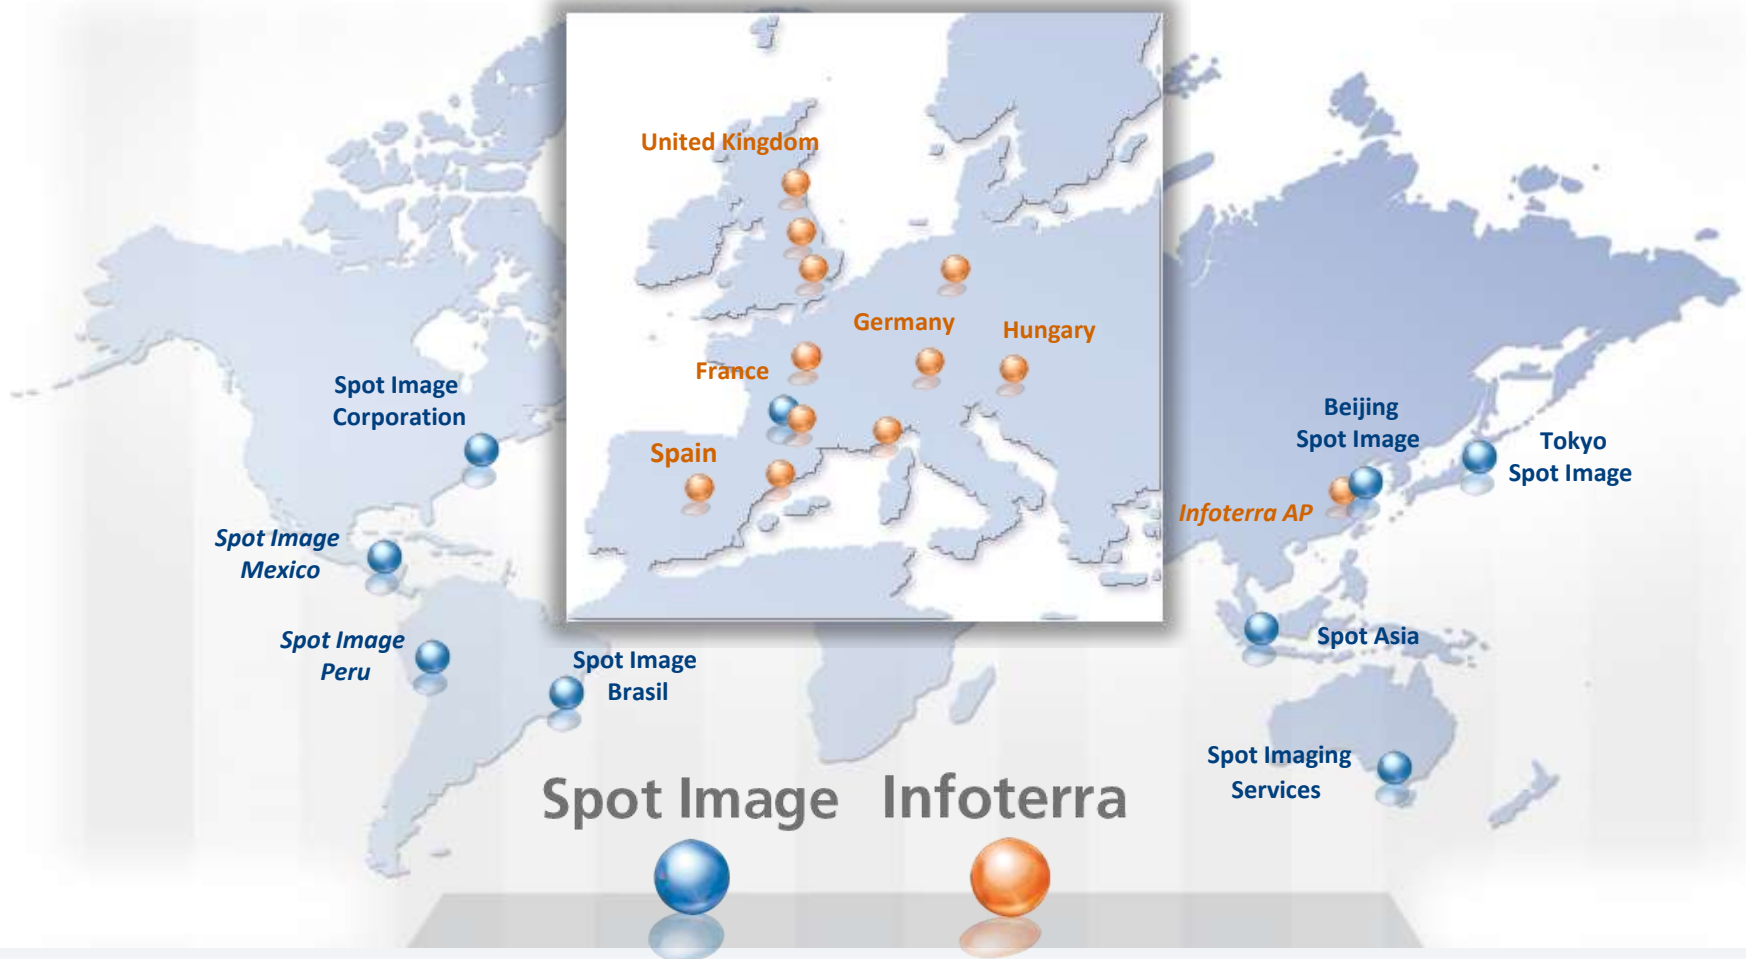 United Kingdom
Germany
Hungary
France
Spain
Spot Image
Corporation
Spot Image
Mexico
Spot Image
Peru
Spot Image
Brasil
Beijing
Spot Image
Tokyo
Spot Image
Infoterra AP
Spot Asia
Spot Imaging
Services
Spot Image
Infoterra